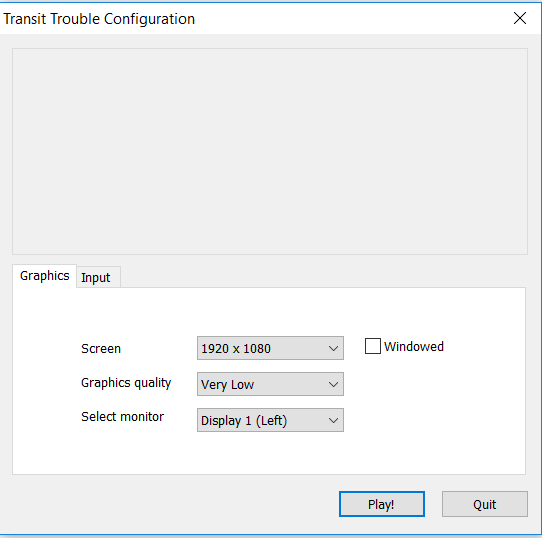 Transit Trouble Configuration
Graphics
Input
Screen
1920 x 1080
Windowed
Graphics quality
Very Low
Select monitor
Display 1 (Left)
Play!
Quit